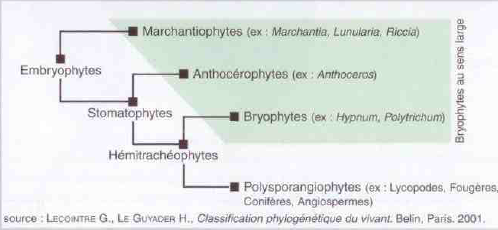 Marchantiophytes (ex : Marchantia, Lunularia, Riccia)
Embryophytes
Anthocérophytes (ex : Anthoceros)
Stomatophytes
Bryophytes (ex : Hypnum, Polytrichum)
Hémitrachéophytes
Polysporangiophytes (ex : Lycopodes, Fougères,
Conifères, Angiospermes)
Bryophytes au sens large
source : LECOINTRE G., LE GUYADER H., Classification phylogénétique du vivant. Belin, Paris. 2001.